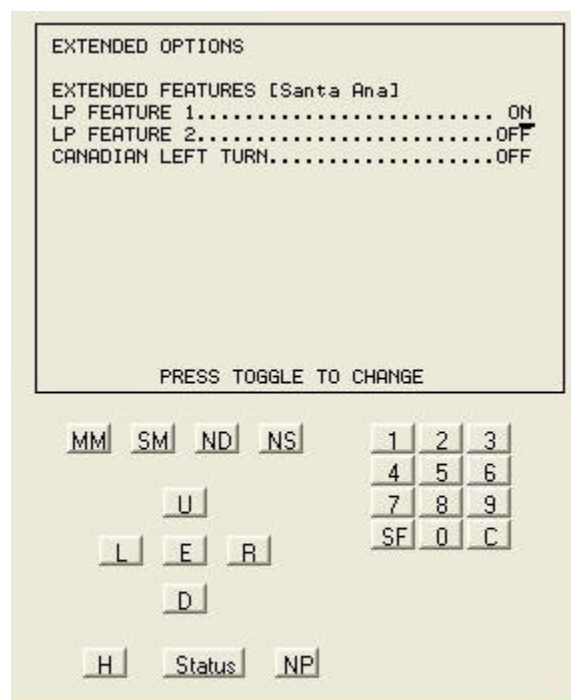 EXTENDED OPTIONS
EXTENDED FEATURES [Santa Ana]
LP FEATURE 1.......................... ON
LP FEATURE 2..........................OFF
CANADIAN LEFT TURN....................OFF
PRESS TOGGLE TO CHANGE
MM SM ND NS
1 2 3
4 5 6
U
7 8 9
L E R
SF 0 C
D
H Status NP